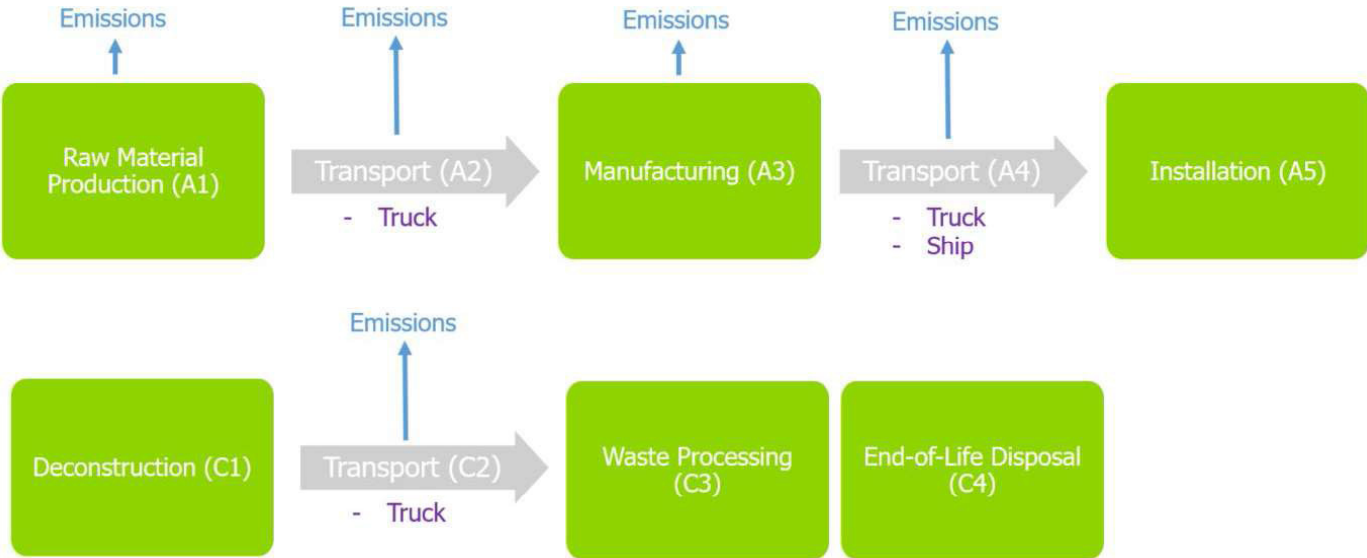 Emissions
Emissions
Emissions
Emissions
Raw Material
Production (A1)
Transport (A2)
- Truck
Manufacturing (A3)
Transport (A4)
- Truck
- Ship
Installation (A5)
Emissions
Deconstruction (C1)
Transport (C2)
- Truck
Waste Processing
(C3)
End-of-Life Disposal
(C4)